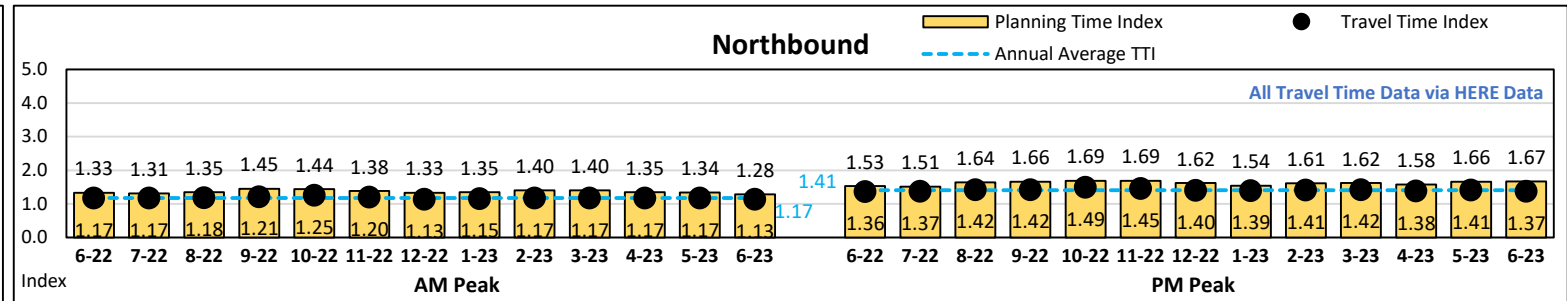 Planning Time Index Travel Time Index
Northbound
Annual Average TTI
5.0
All Travel Time Data via HERE Data
4.0
3.0
2.0
1.33 1.31 1.35 1.45 1.44 1.38 1.33 1.35 1.40 1.40 1.35 1.34 1.28 1.53 1.51 1.64 1.66 1.69 1.69 1.62 1.54 1.61 1.62 1.58 1.66 1.67
1.41
1.0
1.17
1.17 1.17 1.18 1.21 1.25 1.20 1.13 1.15 1.17 1.17 1.17 1.17 1.13 1.36 1.37 1.42 1.42 1.49 1.45 1.40 1.39 1.41 1.42 1.38 1.41 1.37
0.0
6-22 7-22 8-22 9-22 10-22 11-22 12-22 1-23 2-23 3-23 4-23 5-23 6-23 6-22 7-22 8-22 9-22 10-22 11-22 12-22 1-23 2-23 3-23 4-23 5-23 6-23
Index AM Peak PM Peak